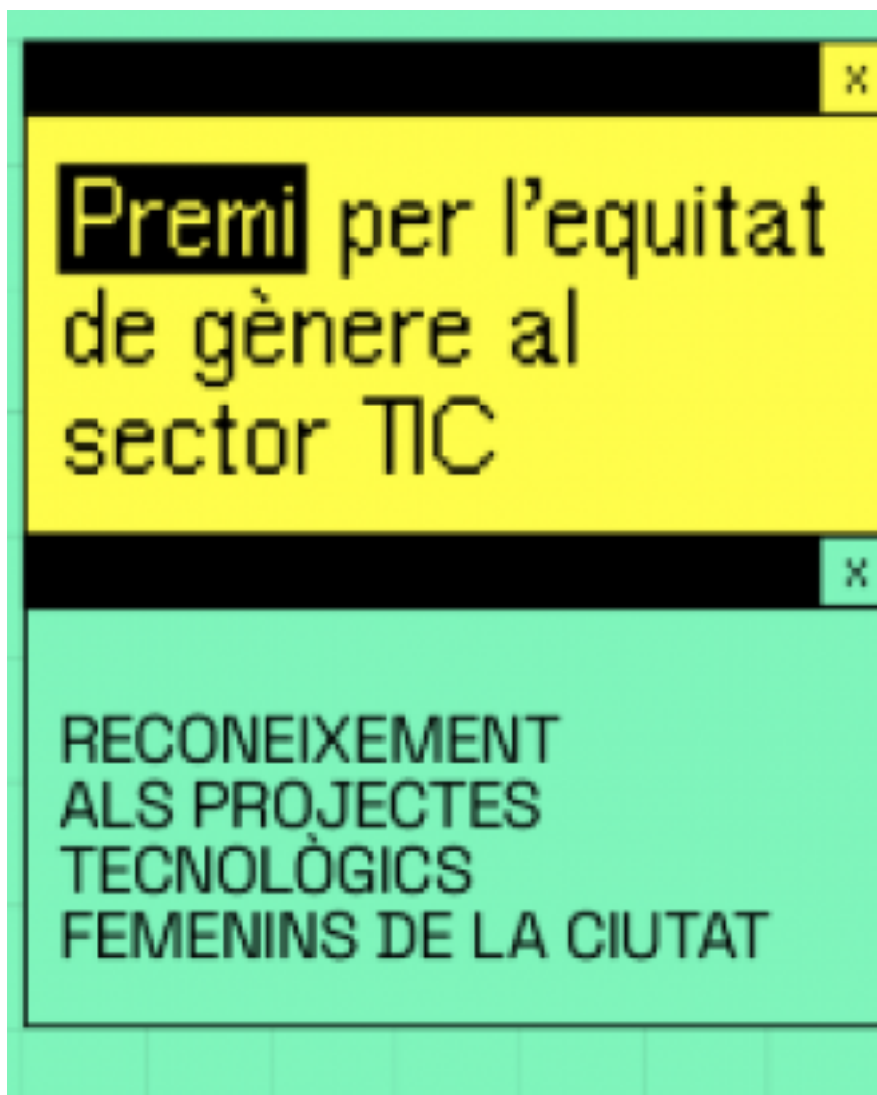 x
Premi per l’equitat
de gènere al
sector TIC
x
RECONEIXEMENT
ALS PROJECTES
TECNOLÒGICS
FEMENINS DE LA CIUTAT